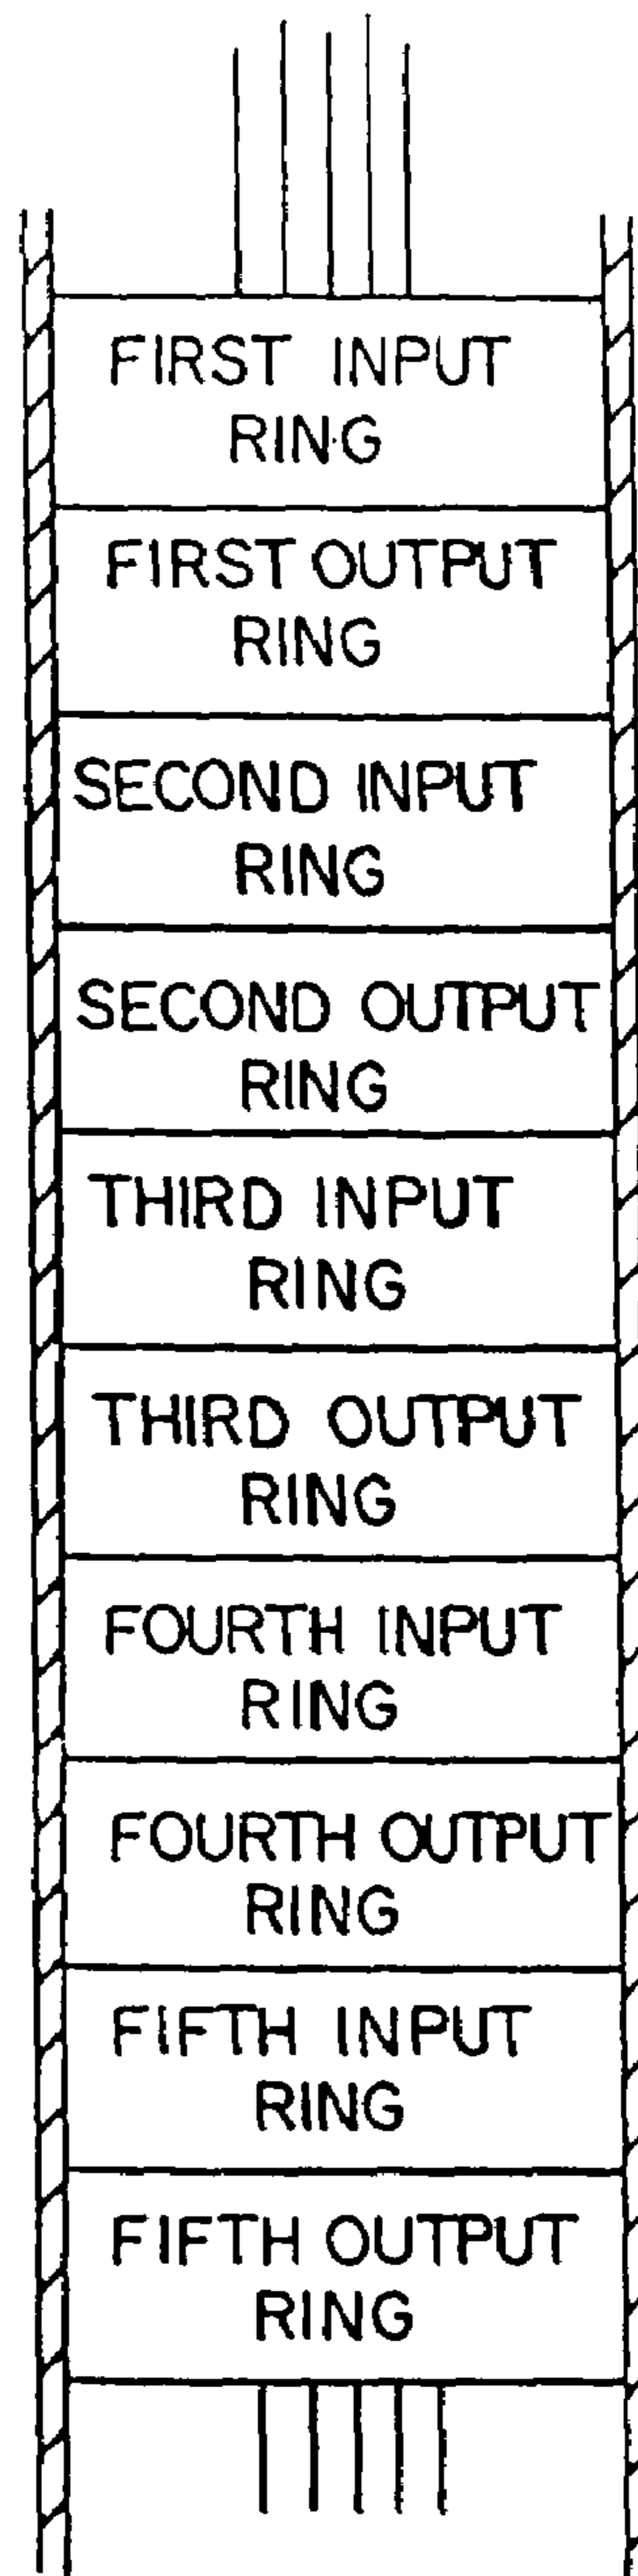 FIRST INPUT
RING
FIRST OUTPUT
RING
SECOND INPUT
RING
SECOND OUTPUT
RING
THIRD INPUT
RING
THIRD OUTPUT
RING
FOURTH INPUT
RING
FOURTH OUTPUT
RING
FIFTH INPUT
RING
FIFTH OUTPUT
RING